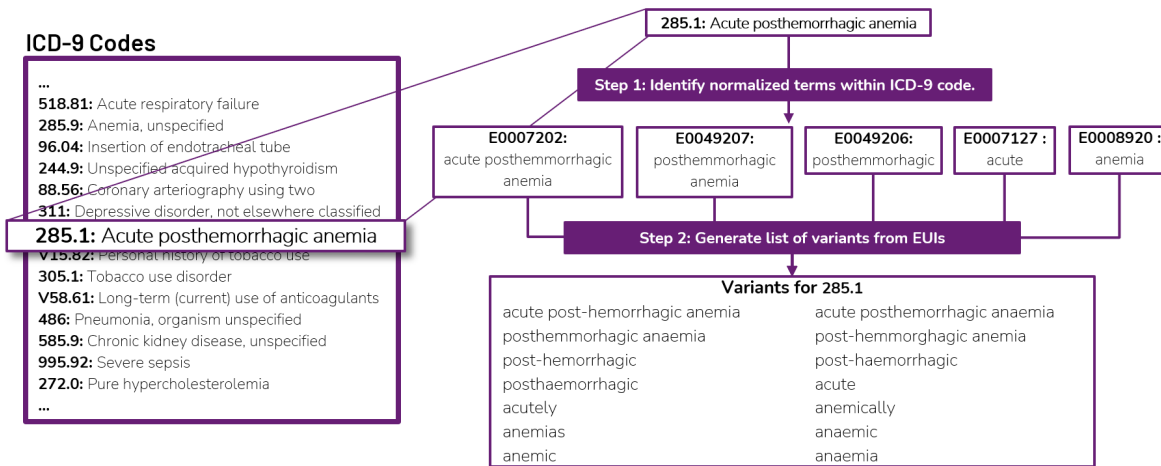 ICD-9 Codes
...
518.81: Acute respiratory failure
285.9: Anemia, unspecified
96.04: Insertion of endotracheal tube
244.9: Unspecified acquired hypothyroidism
88.56: Coronary arteriography using two
311: Depressive disorder, not elsewhere classified
285.1: Acute posthemorrhagic anemia
V15.82: Personal history of tobacco use
305.1: Tobacco use disorder
V58.61: Long-term (current) use of anticoagulants
486: Pneumonia, organism unspecified
585.9: Chronic kidney disease, unspecified
995.92: Severe sepsis
272.0: Pure hypercholesterolemia
...
285.1: Acute posthemorrhagic anemia
Step 1: Identify normalized terms within ICD-9 code.
E0007202:
acute posthemmorrhagic
anemia
E0049207:
posthemmorhagic
anemia
E0049206:
posthemmorhagic
E0007127 :
acute
E0008920 :
anemia
Step 2: Generate list of variants from EUIs
Variants for 285.1
acute post-hemorrhagic anemia
acute posthemorrhagic anaemia
posthemmorhagic anaemia
post-hemmorghagic anemia
post-hemorrhagic
post-haemorrhagic
posthaemorrhagic
acute
acutely
anemically
anemias
anaemic
anemic
anaemia